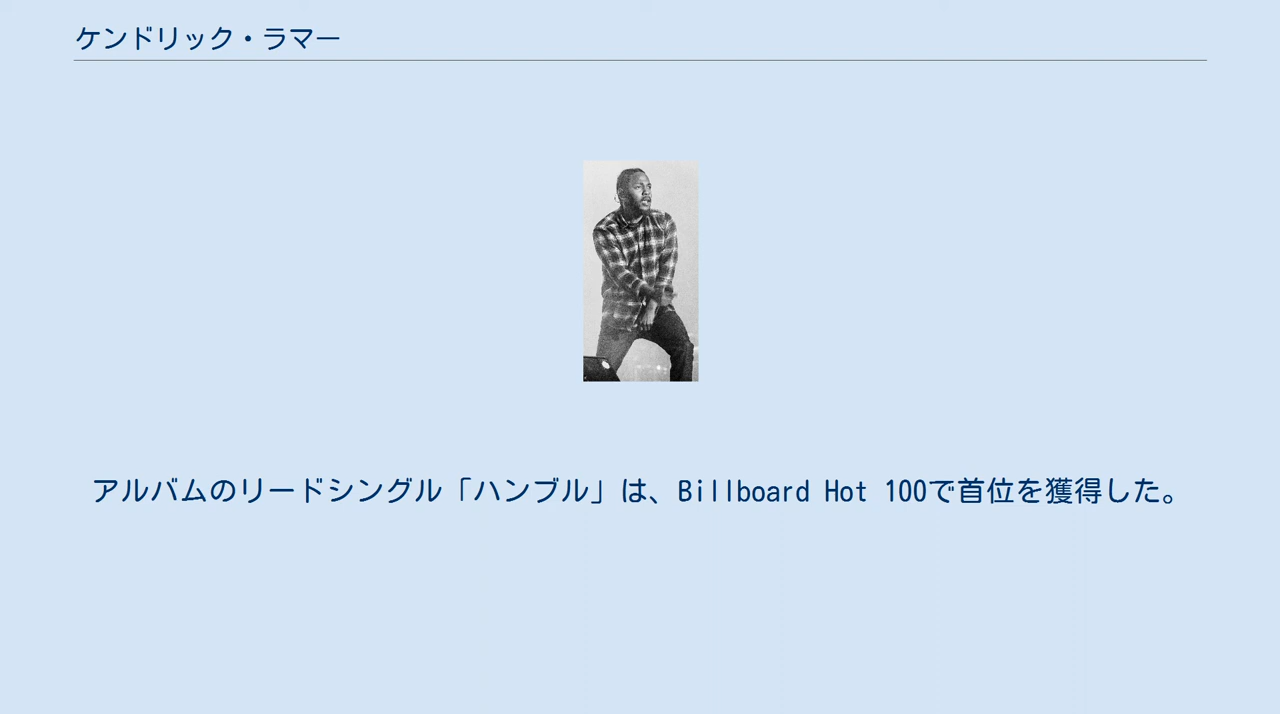 ケンドリック・ラマー
アルバムのリードシングル「ハンブル」は、Billboard Hot 100で首位を獲得した。